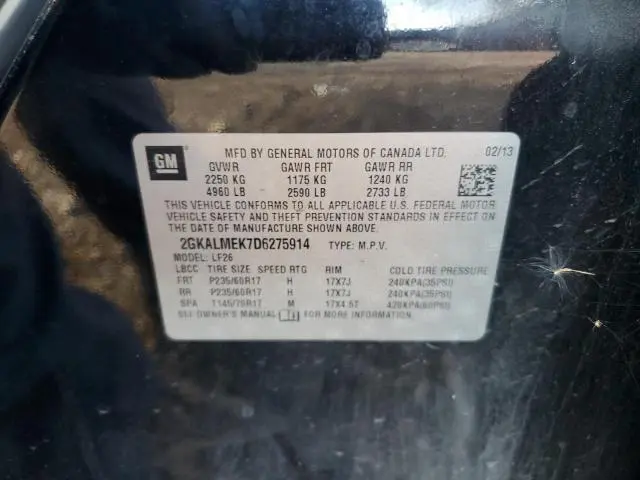 GM
MFD BY GENERAL MOTORS OF CANADA LTD. 02/13
GVWR GAWR FRT GAWR RR
2250 KG 1175 KG 1240 KG
4960 LB 2590 LB 2733 LB
THIS VEHICLE CONFORMS TO ALL APPLICABLE U.S. FEDERAL MOTOR
VEHICLE SAFETY AND THEFT PREVENTION STANDARDS IN EFFECT ON
THE DATE OF MANUFACTURE SHOWN ABOVE.
2GKALMEK7D6275914 TYPE: M.P.V.
MODEL: LF26
LBCC TIRE SIZE SPEED RTG RIM COLD TIRE PRESSURE
FRT P235/60R17 H 17X7J 240KPA(35PSI)
RR P235/60R17 H 17X7J 240KPA(35PSI)
SPA T145/70R17 M 17X4.5T 420KPA(60PSI)
SEE OWNER'S MANUAL FOR MORE INFORMATION.